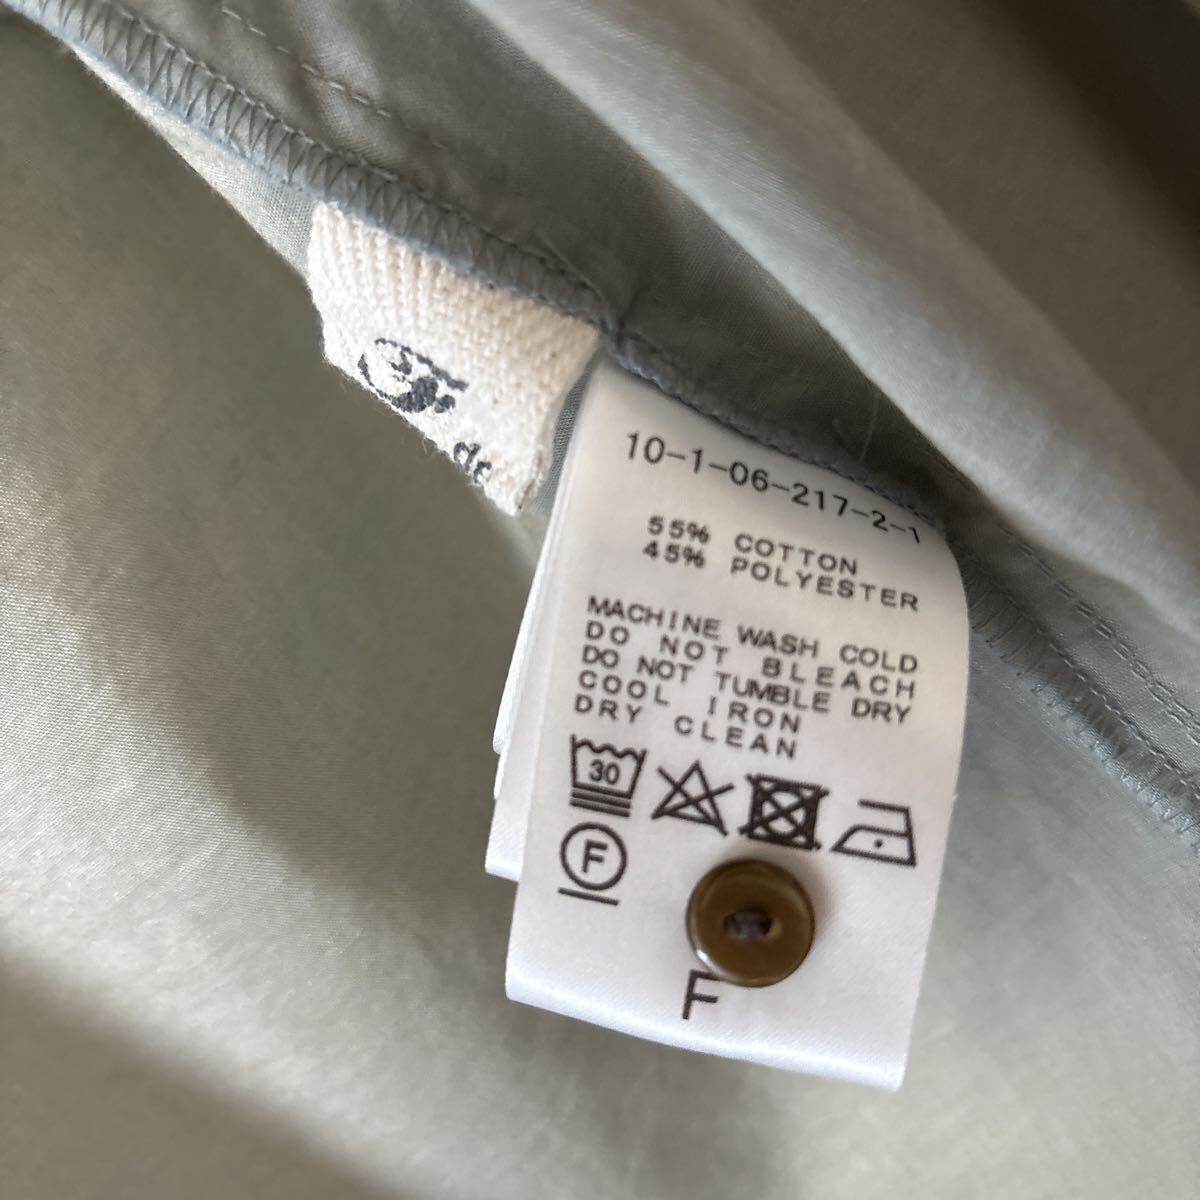 10-1-06-217-2-1
55% COTTON
45% POLYESTER
MACHINE WASH COLD
DO NOT BLEACH
DO NOT TUMBLE DRY
COOL IRON
DRY CLEAN
30
F
F
F
de